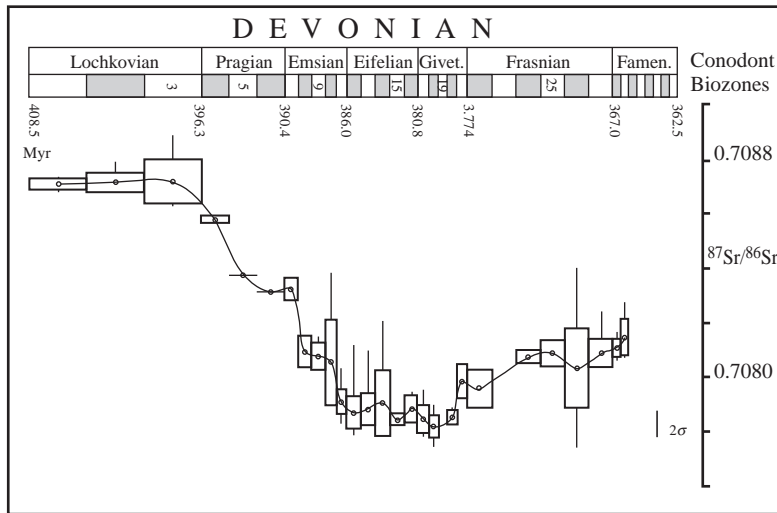 DEVONIAN
Lochkovian Pragian Emsian Eifelian Givet. Frasnian Famen.
Conodont
Biozones
3 5 9 15 19 25
408.5 396.3 390.4 386.0 380.8 3.774 367.0 362.5
Myr
0.7088
87Sr/86Sr
0.7080
2σ